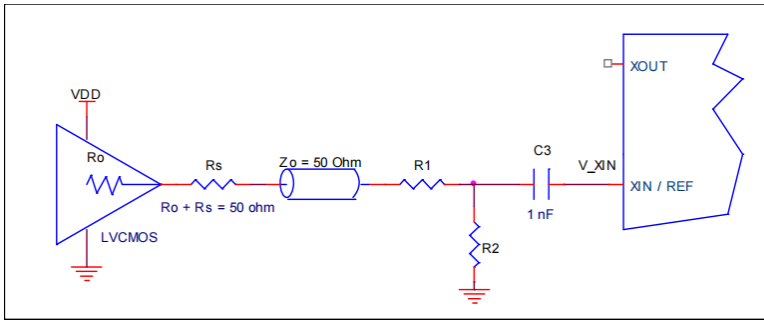 XOUT
VDD
Ro
Rs
Zo = 50 Ohm
R1
C3
V_XIN
XIN / REF
Ro + Rs = 50 ohm
1 nF
LVCMOS
R2